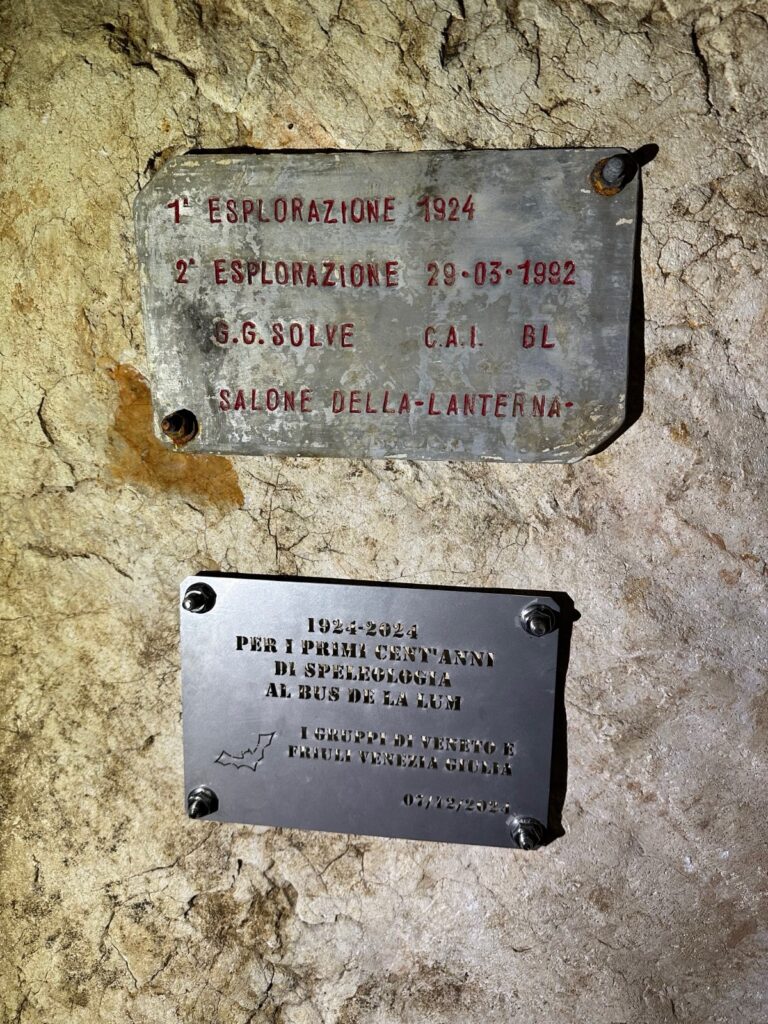 1ª ESPLORAZIONE 1924
2ª ESPLORAZIONE 29·03·1992
G.G. SOLVE C.A.I. BL
SALONE DELLA-LANTERNA-
1924-2024
PER I PRIMI CENT'ANNI
DI SPELEOLOGIA
AL BUS DE LA LUM
I GRUPPI DI VENETO E
FRIULI VENEZIA GIULIA
07/12/2024